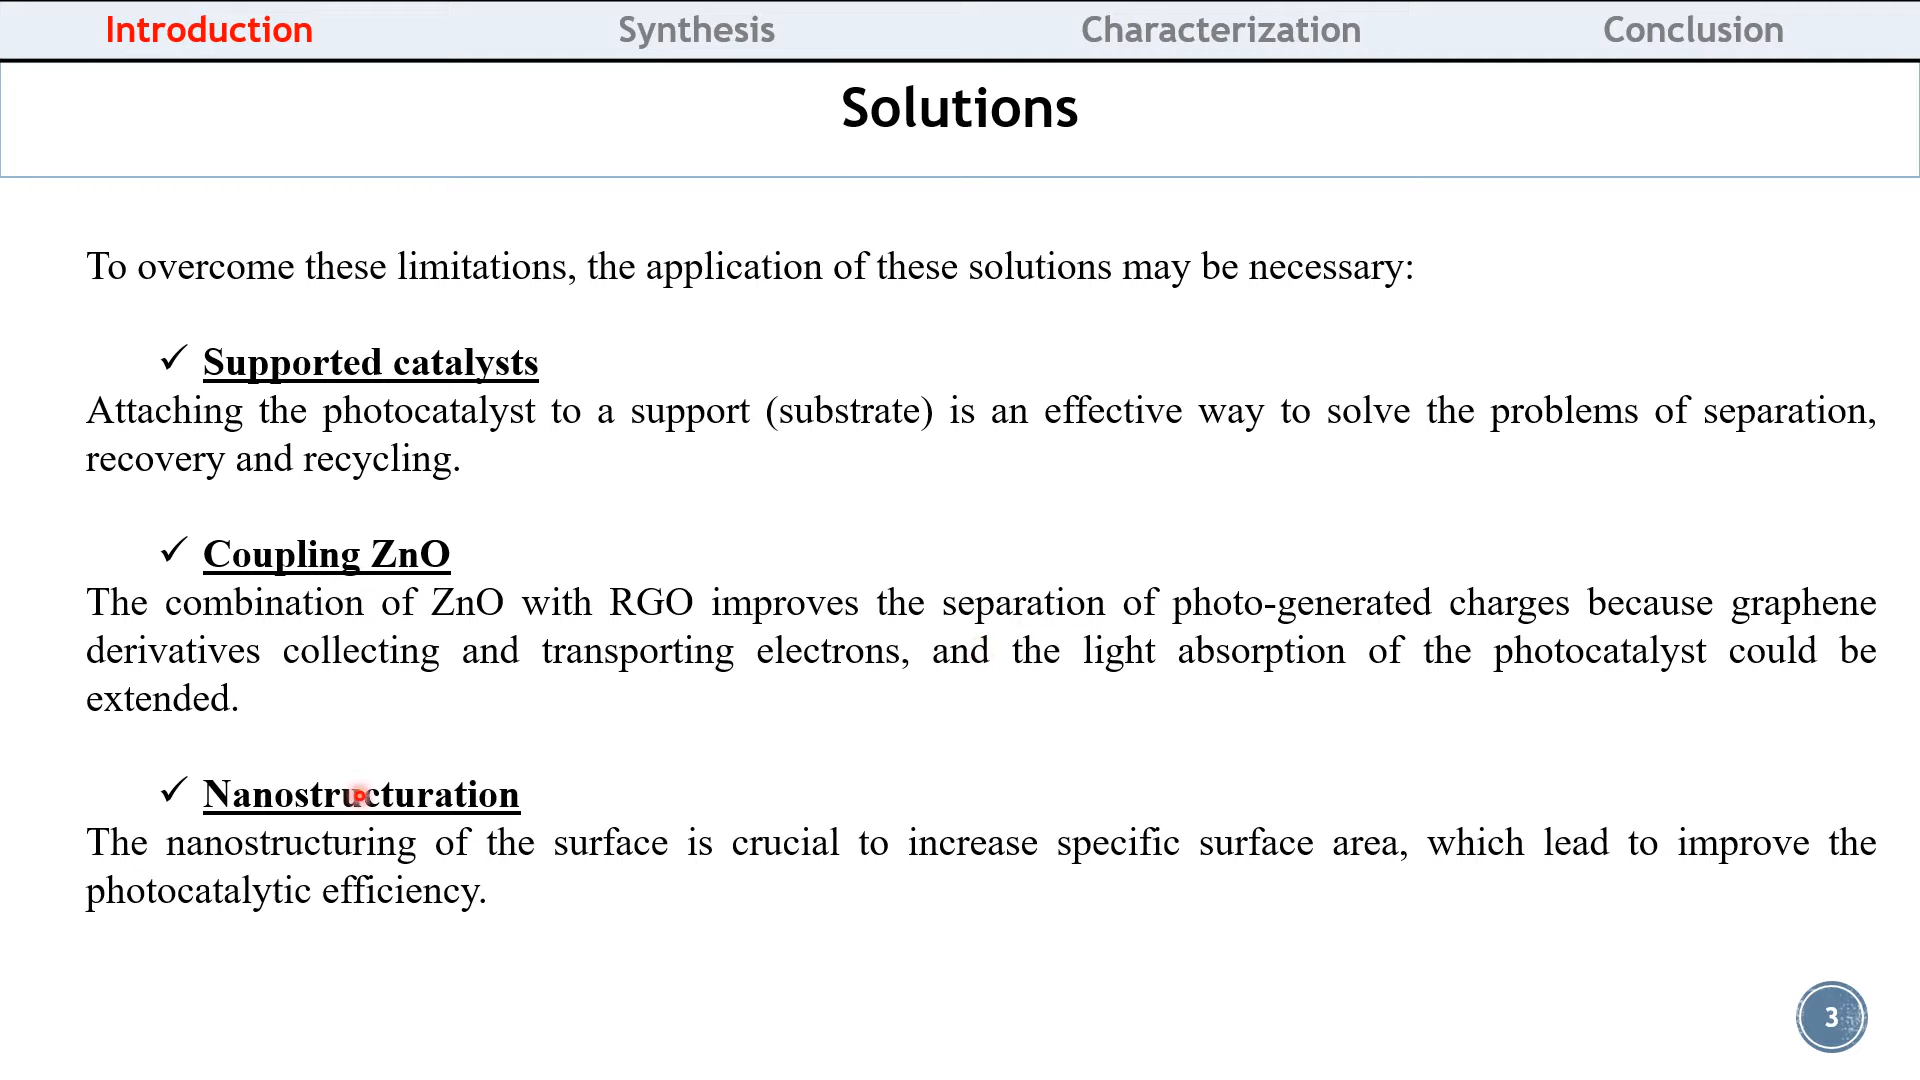 Introduction Synthesis Characterization Conclusion
Solutions
To overcome these limitations, the application of these solutions may be necessary:
✓ Supported catalysts
Attaching the photocatalyst to a support (substrate) is an effective way to solve the problems of separation,
recovery and recycling.
✓ Coupling ZnO
The combination of ZnO with RGO improves the separation of photo-generated charges because graphene
derivatives collecting and transporting electrons, and the light absorption of the photocatalyst could be
extended.
✓ Nanostructuration
The nanostructuring of the surface is crucial to increase specific surface area, which lead to improve the
photocatalytic efficiency.
3